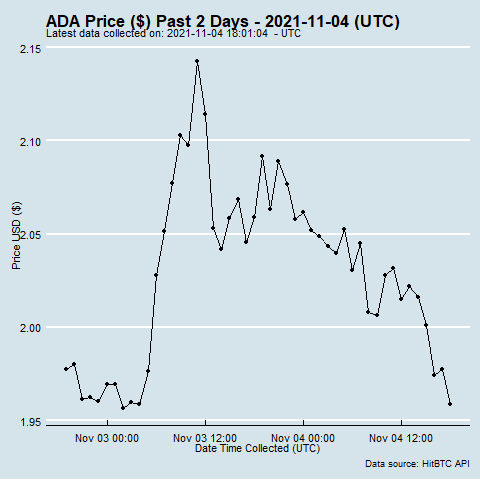 ADA Price ($) Past 2 Days - 2021-11-04 (UTC)
Latest data collected on: 2021-11-04 18:01:04 - UTC
2.15
2.10
2.05
2.00
1.95
Price USD ($)
Nov 03 00:00 Nov 03 12:00 Nov 04 00:00 Nov 04 12:00
Date Time Collected (UTC)
Data source: HitBTC API